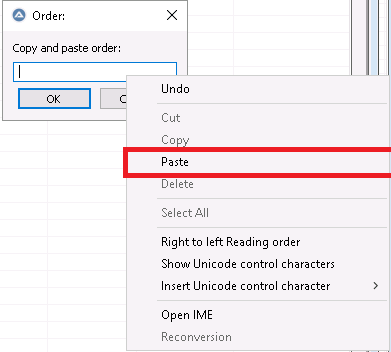 Order:
Copy and paste order:
OK
C
Undo
Cut
Copy
Paste
Delete
Select All
Right to left Reading order
Show Unicode control characters
Insert Unicode control character
Open IME
Reconversion